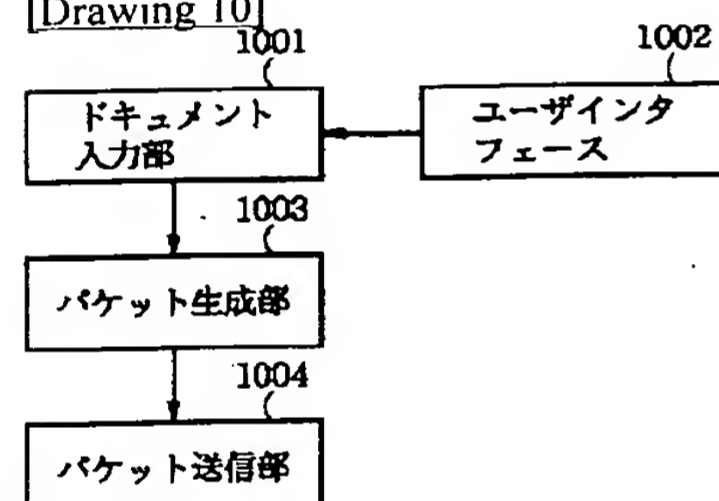 [Drawing 10]
1001
1002
ドキュメント
入力部
ユーザインタ
フェース
1003
パケット生成部
1004
パケット送信部